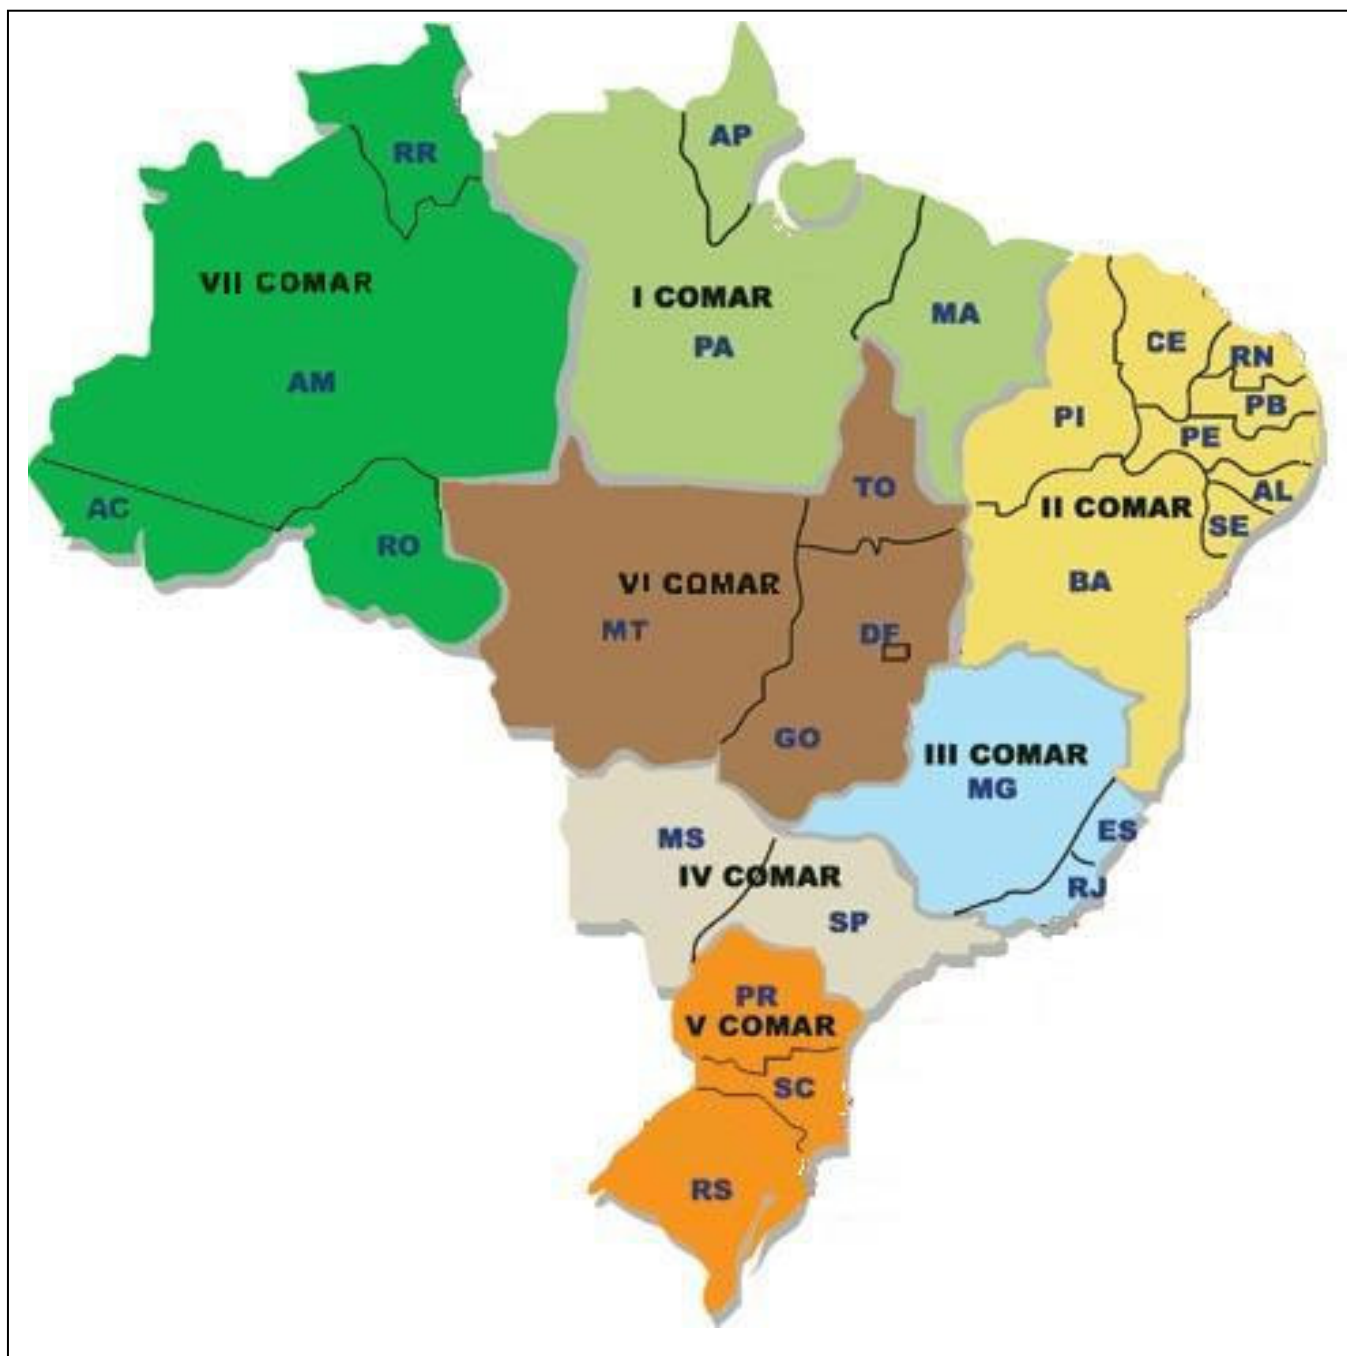 AP
RR
VII COMAR
I COMAR
MA
PA
CE
RN
AM
PB
PI
PE
TO
AL
AC
II COMAR
SE
RO
VI COMAR
BA
MT
DF
GO
III COMAR
MG
MS
ES
IV COMAR
RJ
SP
PR
V COMAR
SC
RS